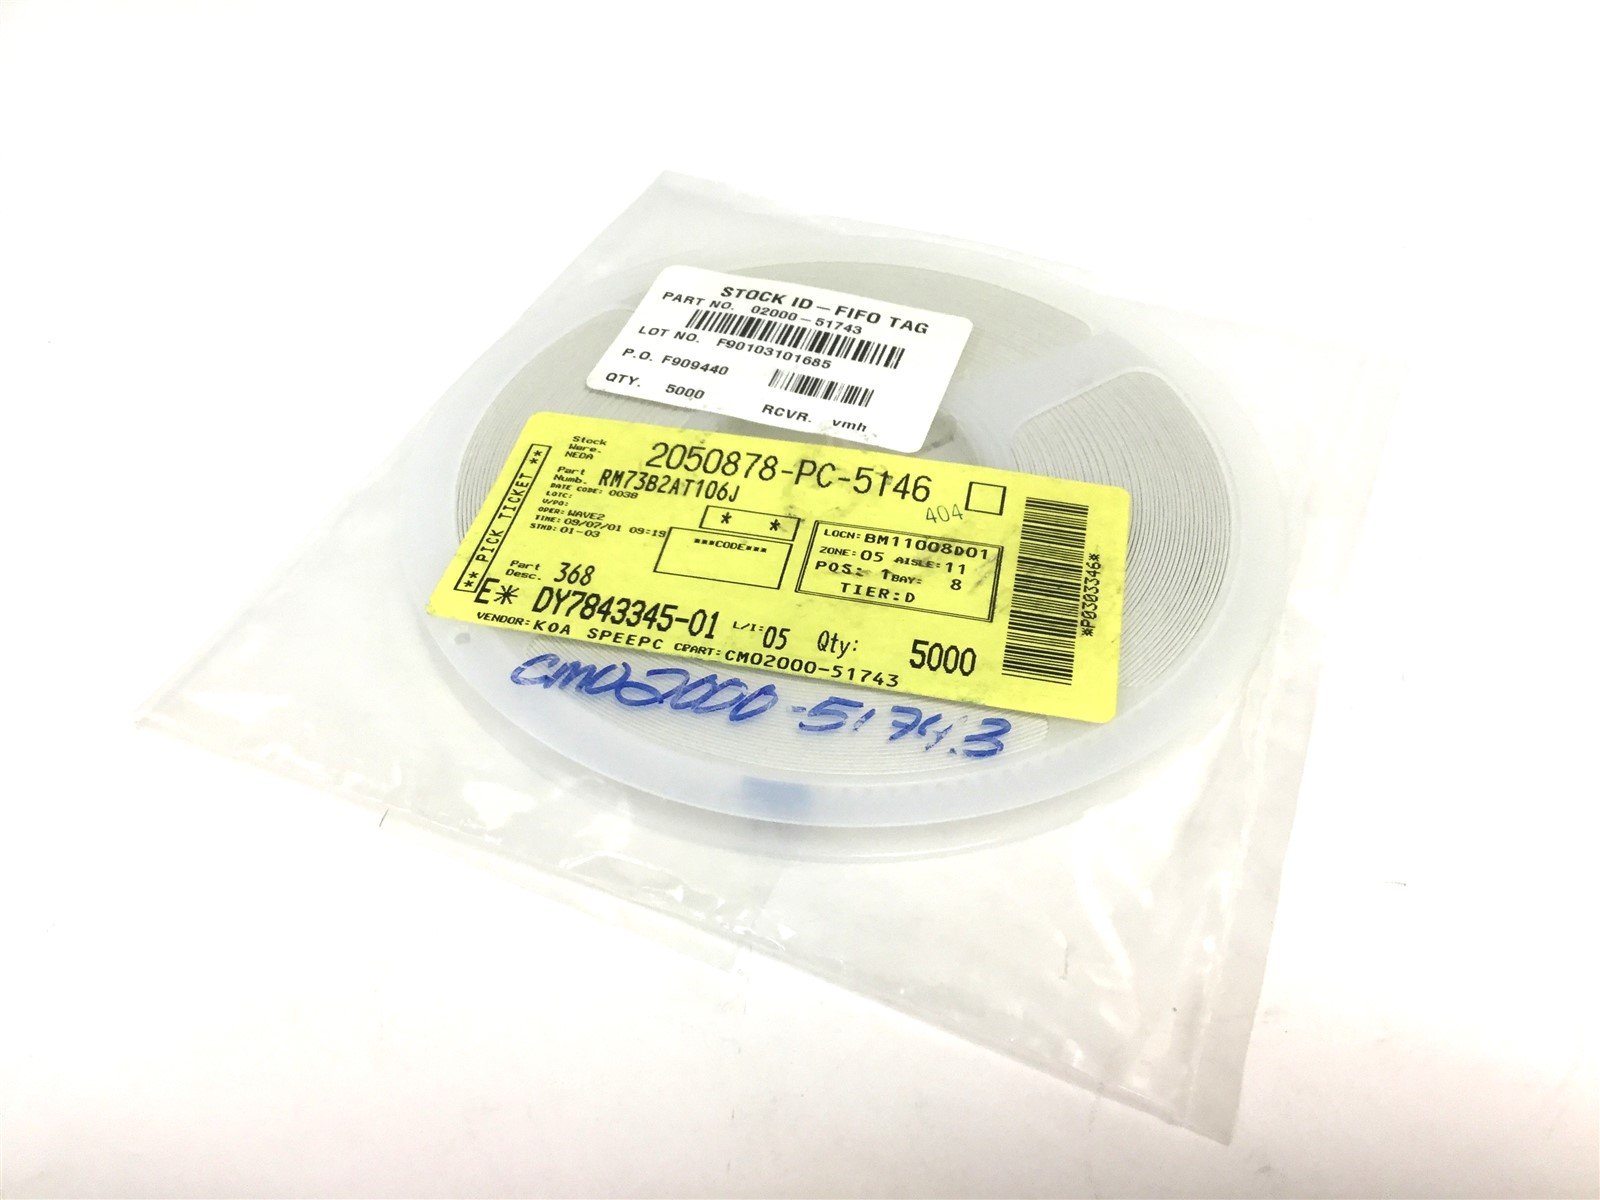 STOCK ID – FIFO TAG
PART NO. 02000-51743
LOT NO. F90103101685
P.O. F909440
QTY. 5000 RCVR. vmh
** PICK TICKET **
Stock Ware. NEDA
2050878-PC-5146
Part Numb. RM73B2AT106J
404
DATE CODE: 0038
LOTC:
V/PO:
OPER: WAVE2
TIME: 09/07/01 09:19
STND: 01-03
* *
***CODE***
LOCN: BM11008D01
ZONE: 05 AISLE: 11
POS: 1 BAY: 8
TIER: D
*P0303346*
Part Desc. 368
E* DY7843345-01 L/I: 05 Qty: 5000
VENDOR: KOA SPEEPC CPART: CM02000-51743
CM02000-51743